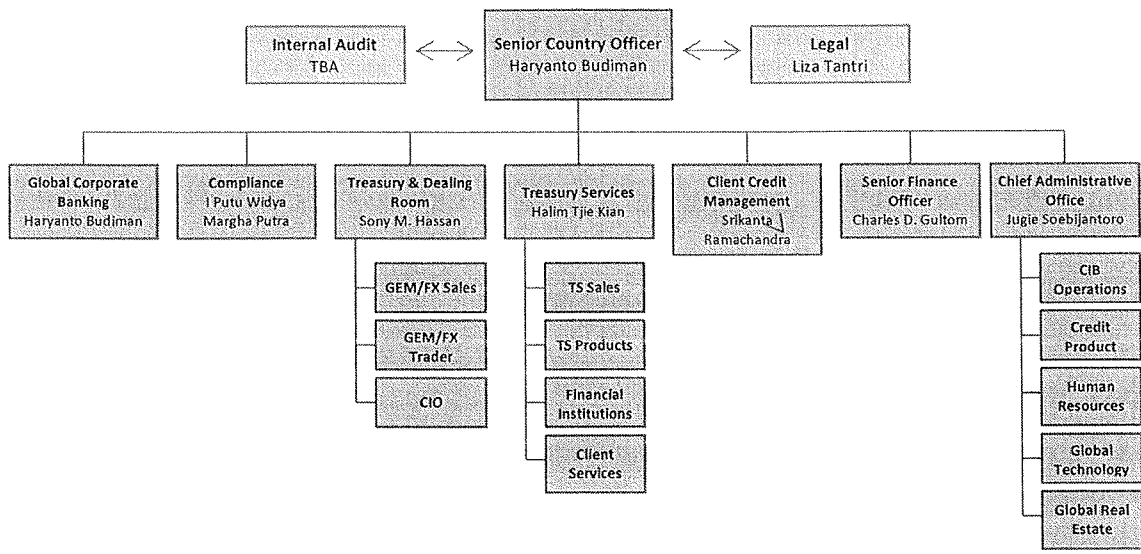 Internal Audit
TBA
Senior Country Officer
Haryanto Budiman
Legal
Liza Tantri
Global Corporate
Banking
Haryanto Budiman
Compliance
I Putu Widya
Margha Putra
Treasury & Dealing
Room
Sony M. Hassan
Treasury Services
Halim Tjie Kian
Client Credit
Management
Srikanta
Ramachandra
Senior Finance
Officer
Charles D. Gultom
Chief Administrative
Office
Jugie Soebijantoro
GEM/FX Sales
GEM/FX
Trader
CIO
TS Sales
TS Products
Financial
Institutions
Client
Services
CIB
Operations
Credit
Product
Human
Resources
Global
Technology
Global Real
Estate